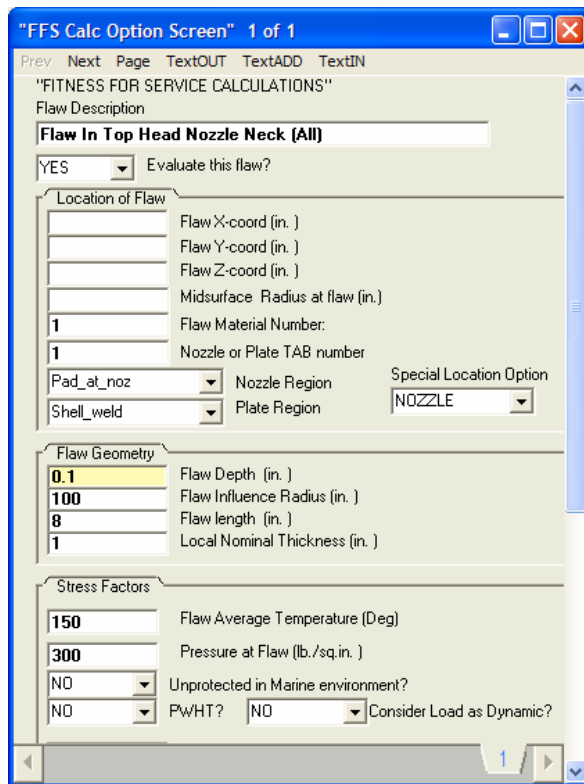 "FFS Calc Option Screen" 1 of 1
Prev Next Page TextOUT TextADD TextIN
"FITNESS FOR SERVICE CALCULATIONS"
Flaw Description
Flaw In Top Head Nozzle Neck (All)
YES Evaluate this flaw?
Location of Flaw
Flaw X-coord (in. )
Flaw Y-coord (in. )
Flaw Z-coord (in. )
Midsurface Radius at flaw (in.)
1 Flaw Material Number:
1 Nozzle or Plate TAB number
Pad_at_noz Nozzle Region Special Location Option
Shell_weld Plate Region NOZZLE
Flaw Geometry
0.1 Flaw Depth (in. )
100 Flaw Influence Radius (in. )
8 Flaw length (in. )
1 Local Nominal Thickness (in. )
Stress Factors
150 Flaw Average Temperature (Deg)
300 Pressure at Flaw (lb./sq.in. )
NO Unprotected in Marine environment?
NO PWHT? NO Consider Load as Dynamic?
1